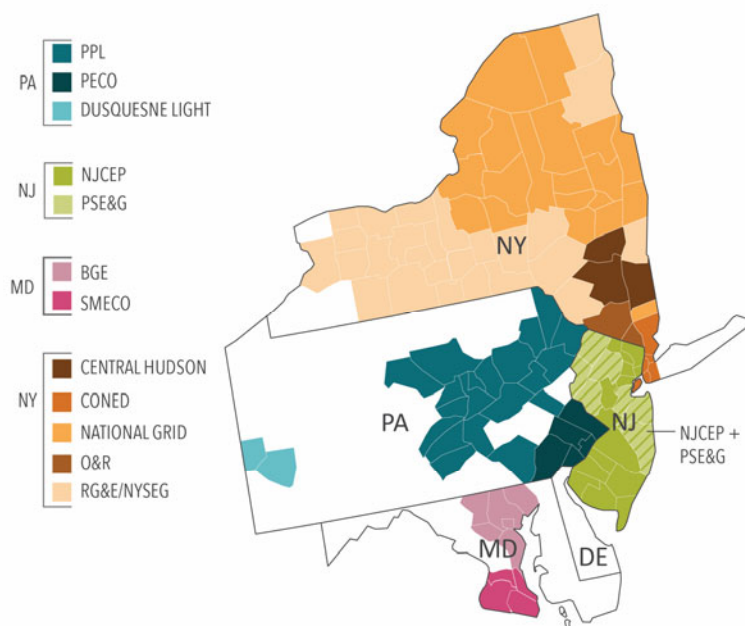 PA
PPL
PECO
DUSQUESNE LIGHT
NJ
NJCEP
PSE&G
MD
BGE
SMECO
NY
CENTRAL HUDSON
CONED
NATIONAL GRID
O&R
RG&E/NYSEG
NY
PA
NJ
NJCEP +
PSE&G
MD
DE